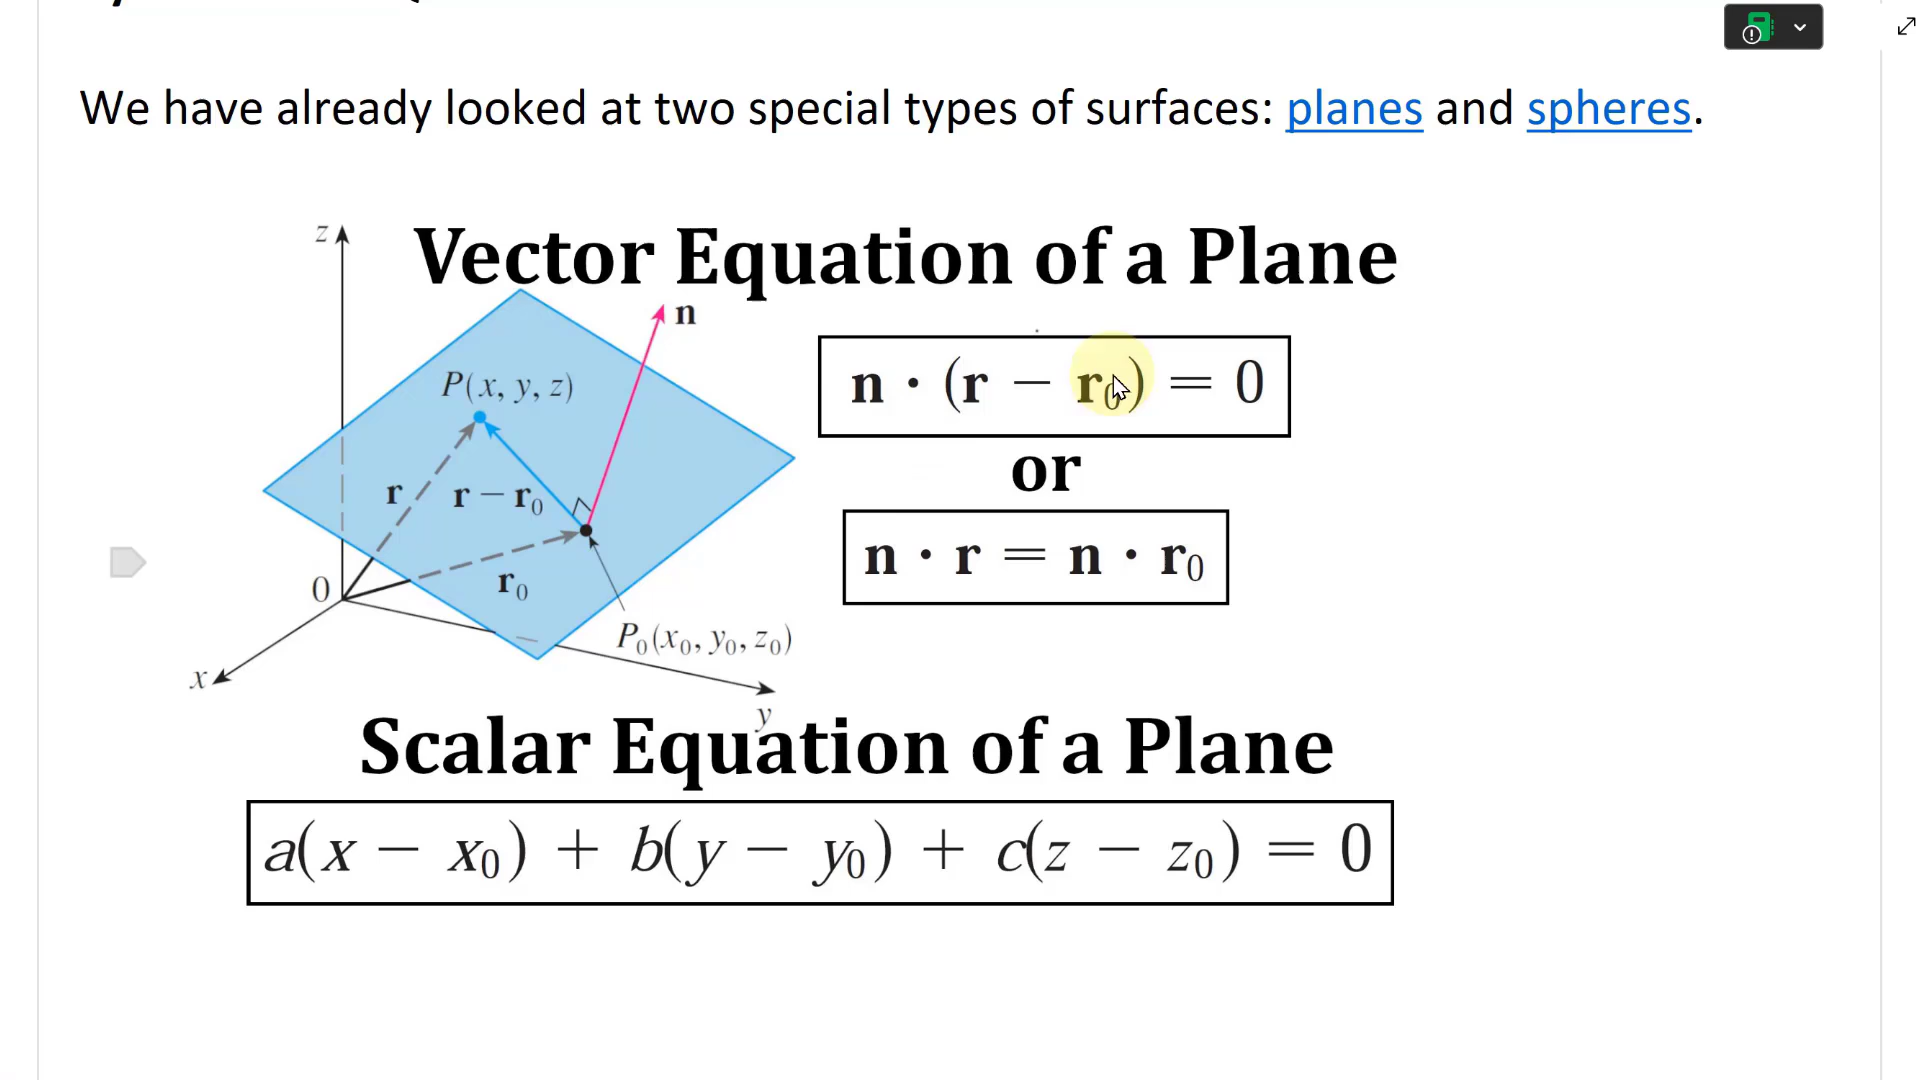 We have already looked at two special types of surfaces: planes and spheres.
Vector Equation of a Plane
z
n
P(x, y, z)
n · (r − r₀) = 0
or
r
r − r₀
n · r = n · r₀
0
r₀
P₀(x₀, y₀, z₀)
x
y
Scalar Equation of a Plane
a(x − x₀) + b(y − y₀) + c(z − z₀) = 0